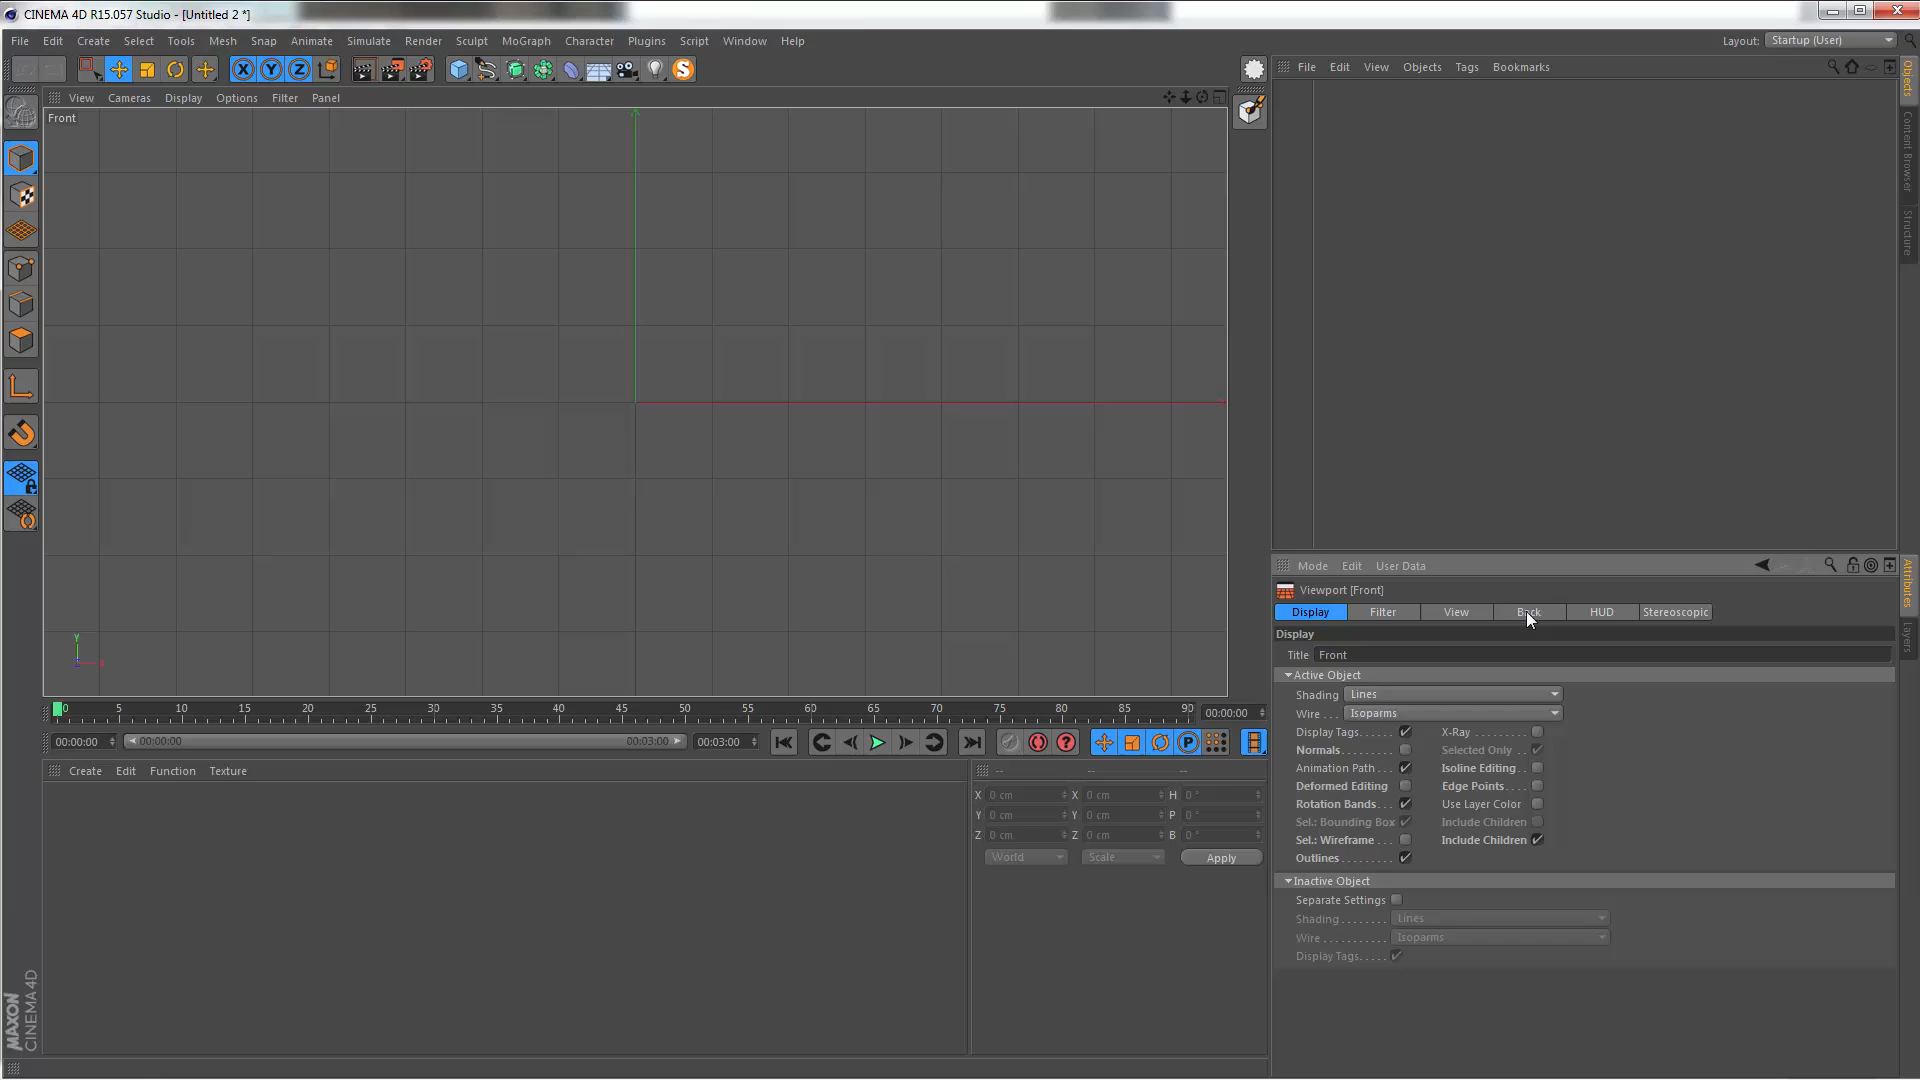 CINEMA 4D R15.057 Studio - [Untitled 2 *]
File Edit Create Select Tools Mesh Snap Animate Simulate Render Sculpt MoGraph Character Plugins Script Window Help
Layout: Startup (User)
X Y Z
File Edit View Objects Tags Bookmarks
View Cameras Display Options Filter Panel
Front
Objects
Content Browser
Structure
Y
X
0 5 10 15 20 25 30 35 40 45 50 55 60 65 70 75 80 85 90 00:00:00
00:00:00 00:00:00 00:03:00 00:03:00
P
Create Edit Function Texture
-- -- --
X 0 cm X 0 cm H 0 °
Y 0 cm Y 0 cm P 0 °
Z 0 cm Z 0 cm B 0 °
World Scale Apply
Mode Edit User Data
Viewport [Front]
Display Filter View Back HUD Stereoscopic
Display
Title Front
Active Object
Shading Lines
Wire . . . Isoparms
Display Tags. . . . . X-Ray . . . . . . . . .
Normals. . . . . . . . . Selected Only . .
Animation Path . . . Isoline Editing. . .
Deformed Editing Edge Points. . . . .
Rotation Bands. . . Use Layer Color
Sel.: Bounding Box Include Children
Sel.: Wireframe . . . Include Children
Outlines . . . . . . . . .
Inactive Object
Separate Settings
Shading. . . . . . . . Lines
Wire . . . . . . . . . . . Isoparms
Display Tags. . . . .
Attributes
Layers
MAXON
CINEMA 4D